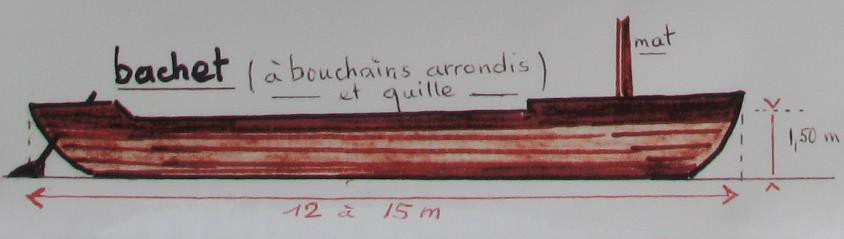 bachet (à bouchains arrondis)
et quille
mat
1,50 m
12 à 15 m